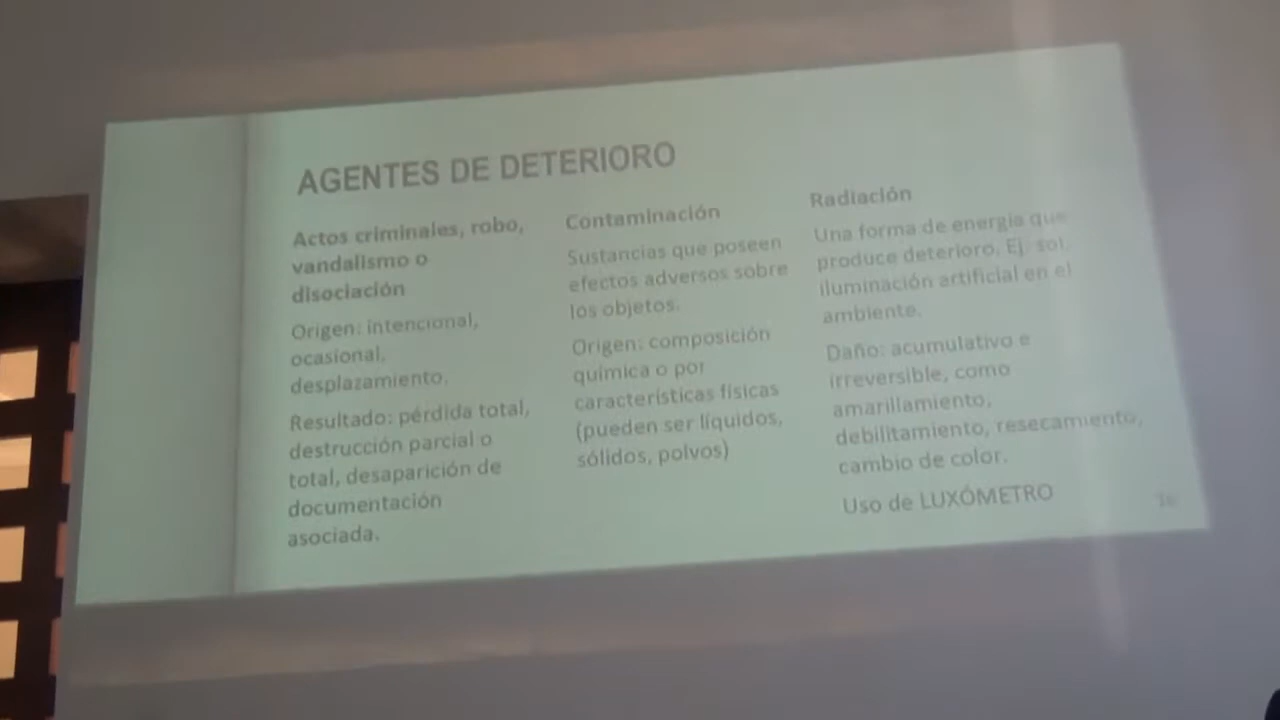 AGENTES DE DETERIORO
Actos criminales, robo,
vandalismo o
disociación
Origen: intencional,
ocasional,
desplazamiento.
Resultado: pérdida total,
destrucción parcial o
total, desaparición de
documentación
asociada.
Contaminación
Sustancias que poseen
efectos adversos sobre
los objetos.
Origen: composición
química o por
características físicas
(pueden ser líquidos,
sólidos, polvos)
Radiación
Una forma de energía que
produce deterioro. Ej: sol,
iluminación artificial en el
ambiente.
Daño: acumulativo e
irreversible, como
amarillamiento,
debilitamiento, resecamiento,
cambio de color.
Uso de LUXÓMETRO